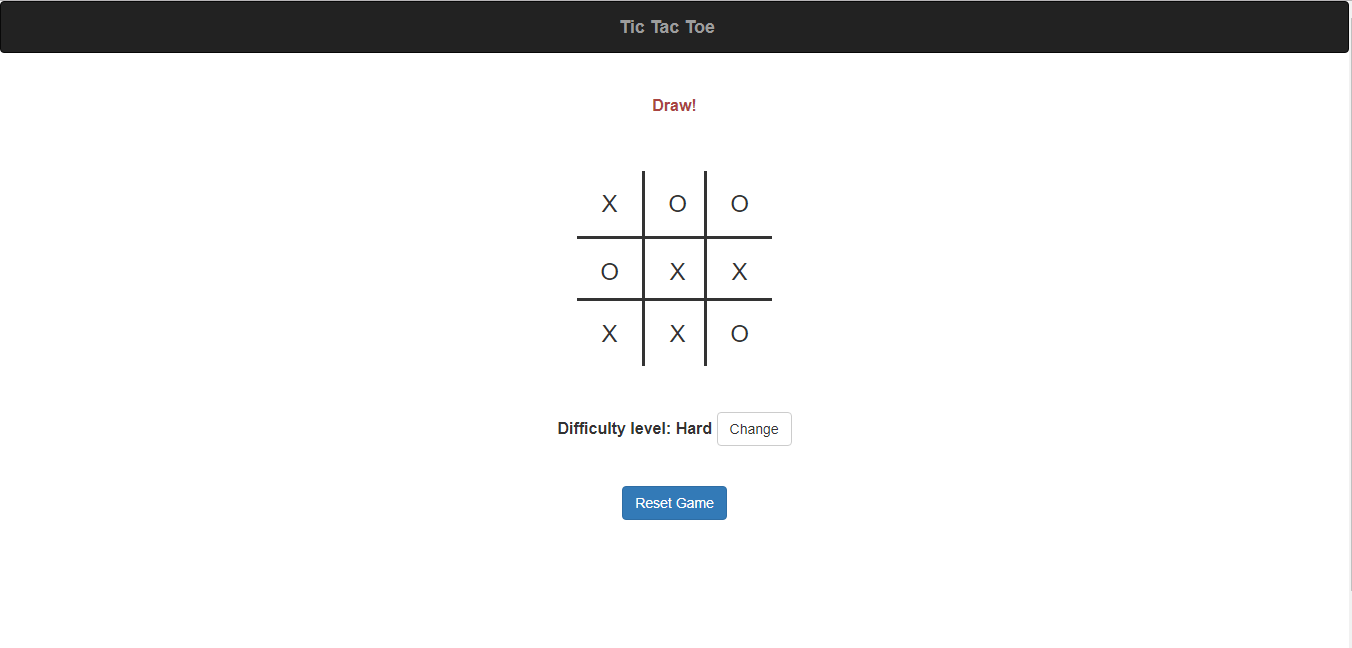 Tic Tac Toe
Draw!
X O O
O X X
X X O
Difficulty level: Hard Change
Reset Game